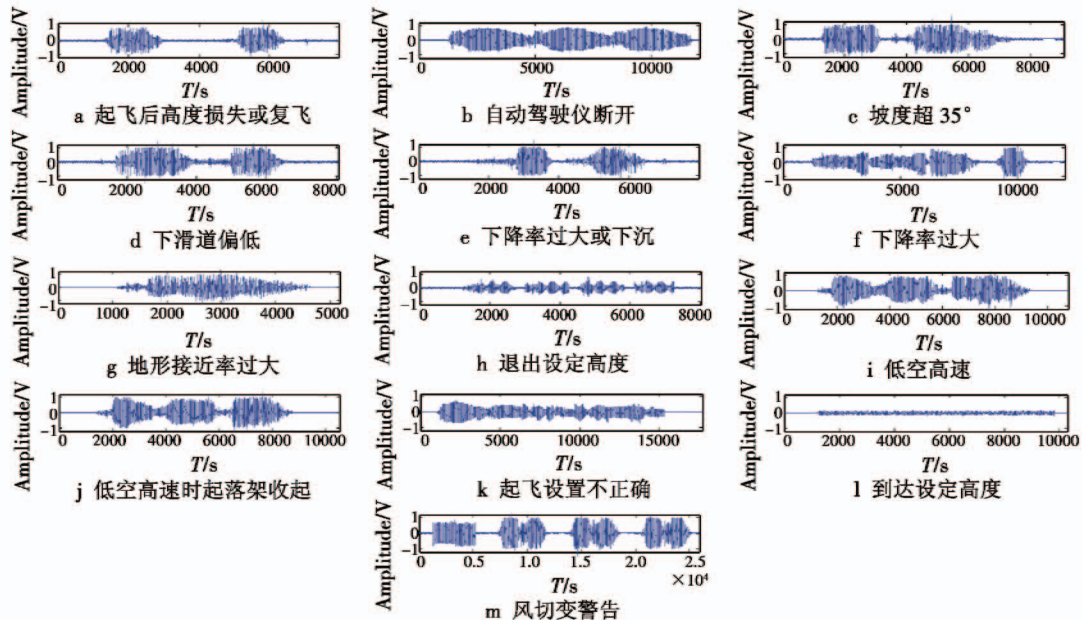 Amplitude/V
1
0
−1
0 2000 4000 6000
T/s
a 起飞后高度损失或复飞
Amplitude/V
1
0
−1
0 5000 10000
T/s
b 自动驾驶仪断开
Amplitude/V
1
0
−1
0 2000 4000 6000 8000
T/s
c 坡度超 35°
Amplitude/V
1
0
−1
0 2000 4000 6000 8000
T/s
d 下滑道偏低
Amplitude/V
1
0
−1
0 2000 4000 6000
T/s
e 下降率过大或下沉
Amplitude/V
1
0
−1
0 5000 10000
T/s
f 下降率过大
Amplitude/V
1
0
−1
0 1000 2000 3000 4000 5000
T/s
g 地形接近率过大
Amplitude/V
1
0
−1
0 2000 4000 6000 8000
T/s
h 退出设定高度
Amplitude/V
1
0
−1
0 2000 4000 6000 8000 10000
T/s
i 低空高速
Amplitude/V
1
0
−1
0 2000 4000 6000 8000 10000
T/s
j 低空高速时起落架收起
Amplitude/V
1
0
−1
0 5000 10000 15000
T/s
k 起飞设置不正确
Amplitude/V
1
0
−1
0 2000 4000 6000 8000 10000
T/s
l 到达设定高度
Amplitude/V
1
0
−1
0 0.5 1.0 1.5 2.0 2.5
T/s
×10⁴
m 风切变警告